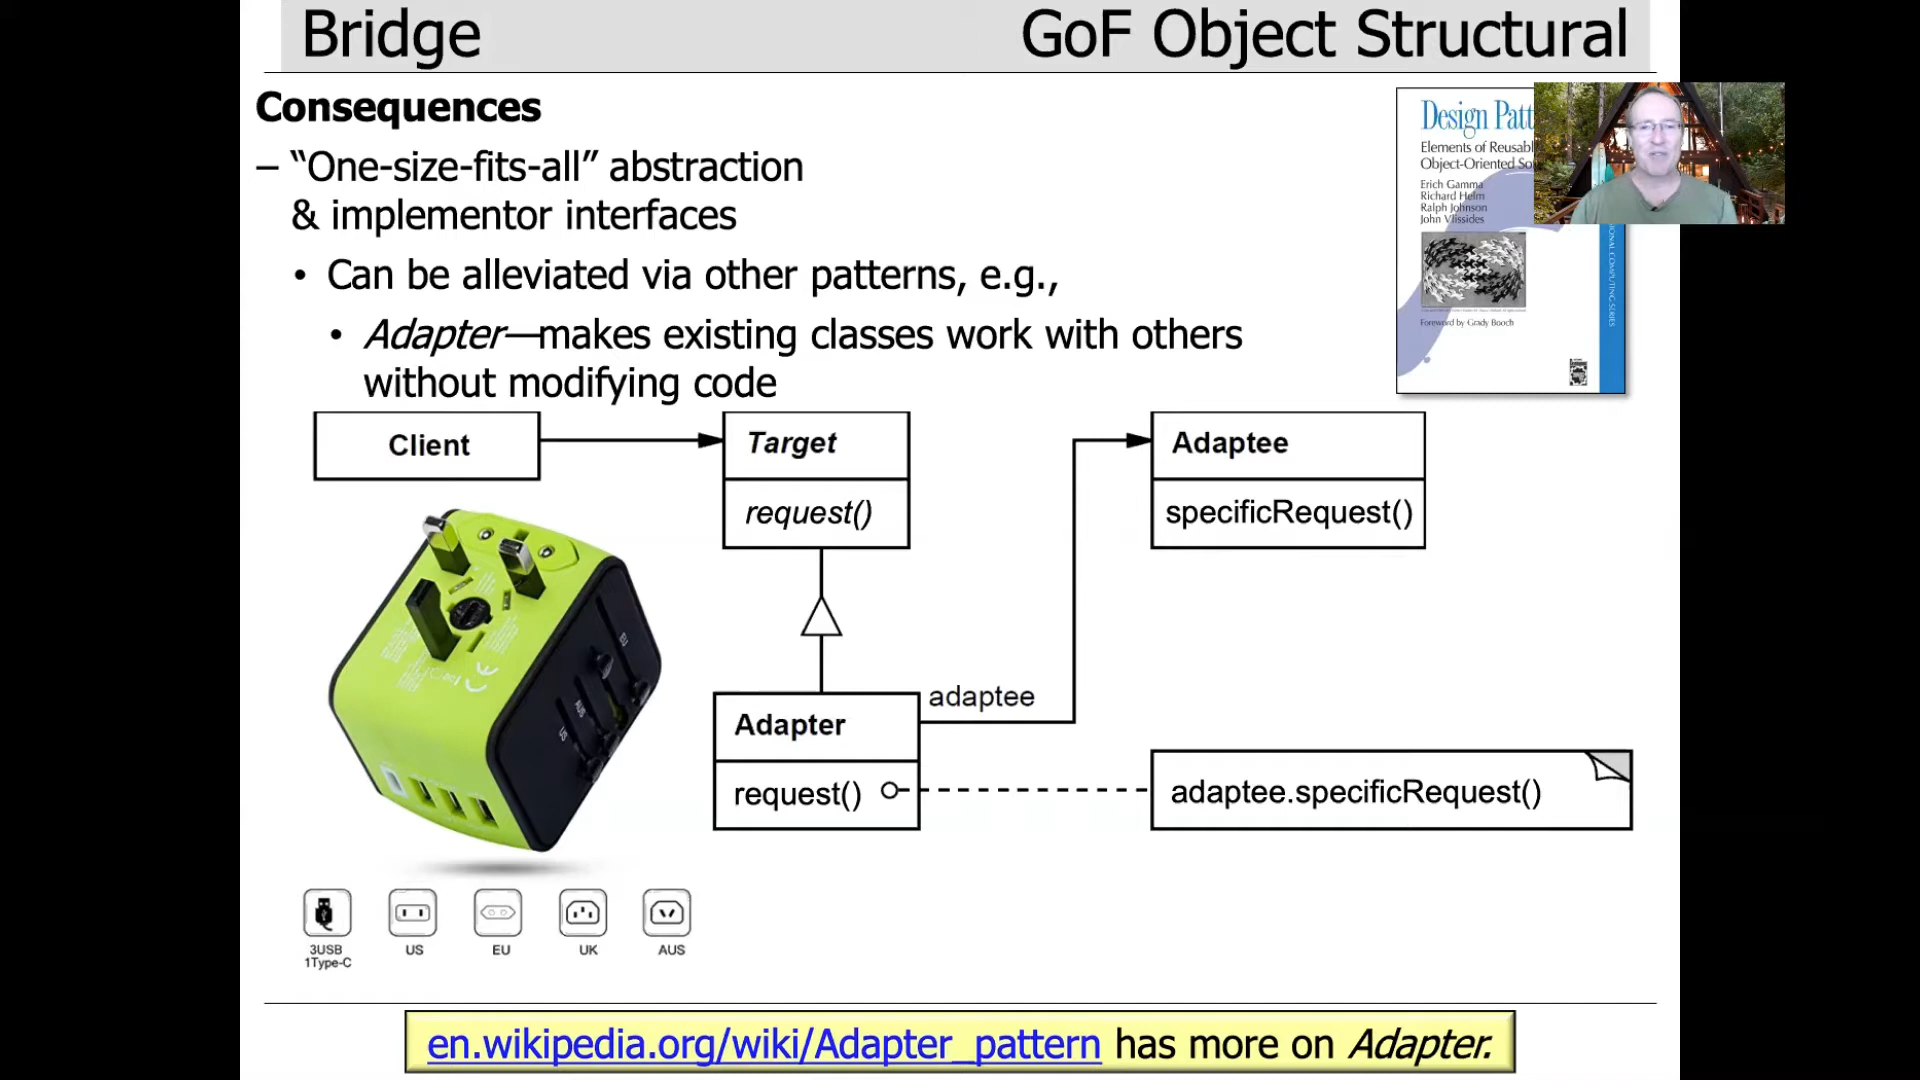 Bridge
GoF Object Structural
Consequences
– “One-size-fits-all” abstraction
& implementor interfaces
• Can be alleviated via other patterns, e.g.,
• Adapter—makes existing classes work with others
without modifying code
Design Patt
Elements of Reusabl
Object-Oriented So
Erich Gamma
Richard Helm
Ralph Johnson
John Vlissides
Foreword by Grady Booch
Client
Target
request()
Adaptee
specificRequest()
adaptee
Adapter
request()
adaptee.specificRequest()
EU
AUS
US
3USB
1Type-C
US
EU
UK
AUS
en.wikipedia.org/wiki/Adapter_pattern has more on Adapter.